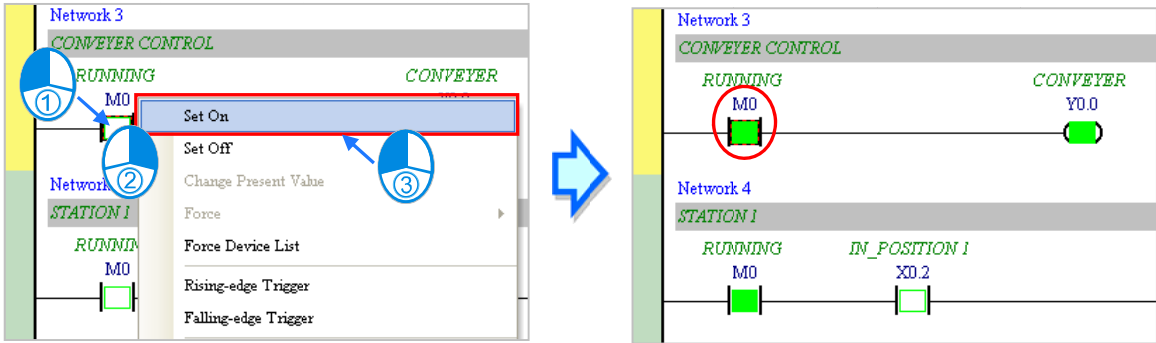 Network 3
CONVEYER CONTROL
RUNNING
CONVEYER
M0
①
Set On
Set Off
②
Change Present Value
③
Network
STATION 1
Force
RUNNIN
Force Device List
M0
Rising-edge Trigger
Falling-edge Trigger
Network 3
CONVEYER CONTROL
RUNNING
CONVEYER
M0
Y0.0
Network 4
STATION 1
RUNNING
IN_POSITION 1
M0
X0.2